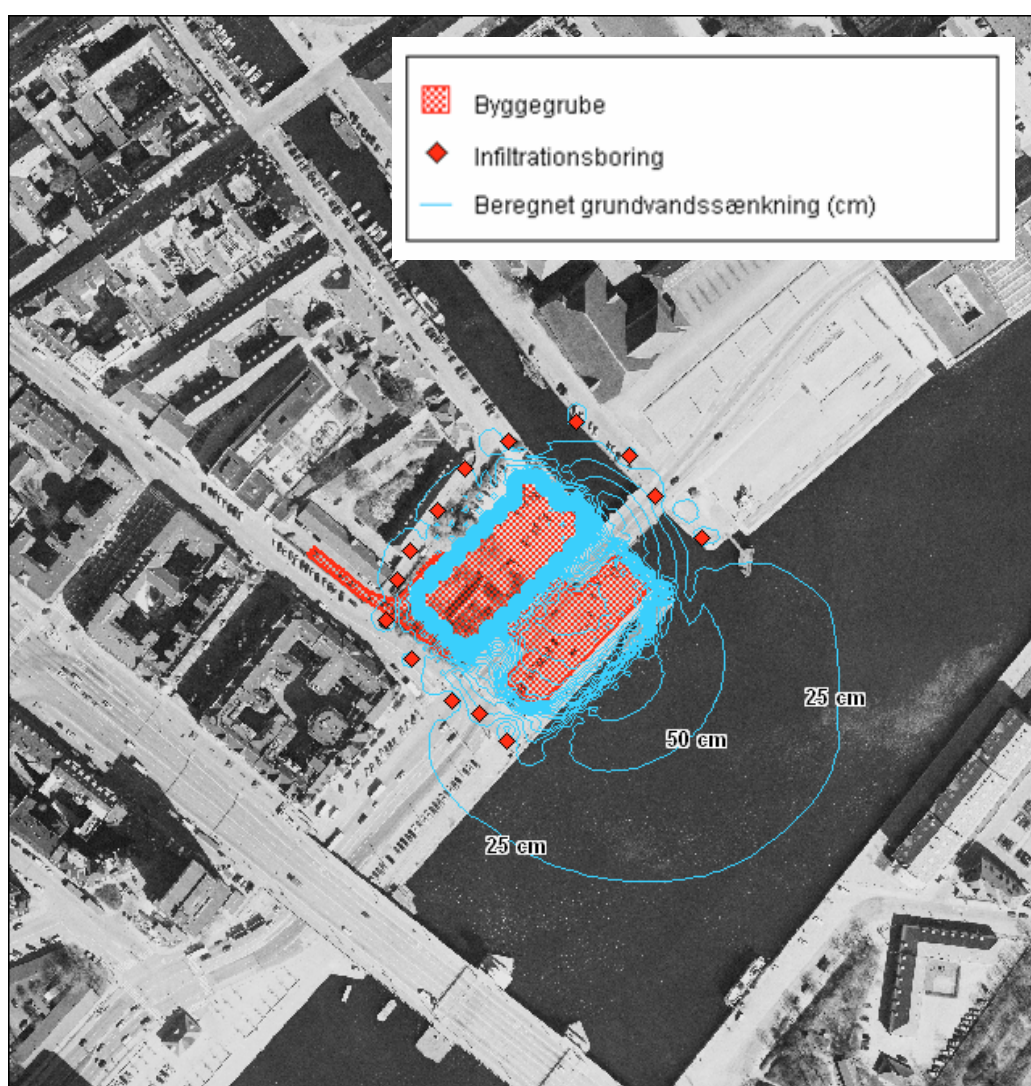 Byggegrube
Infiltrationsboring
Beregnet grundvandssænkning (cm)
25 cm
50 cm
25 cm